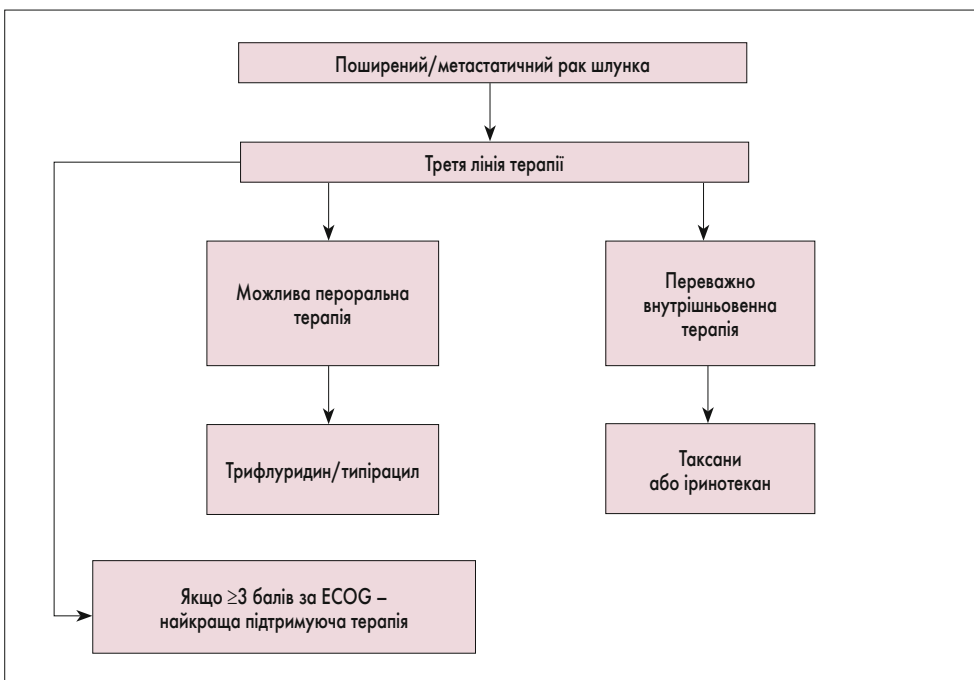 Поширений/метастатичний рак шлунка
Третя лінія терапії
Можлива пероральна
терапія
Переважно
внутрішньовенна
терапія
Трифлуридин/типірацил
Таксани
або іринотекан
Якщо ≥3 балів за ECOG –
найкраща підтримуюча терапія